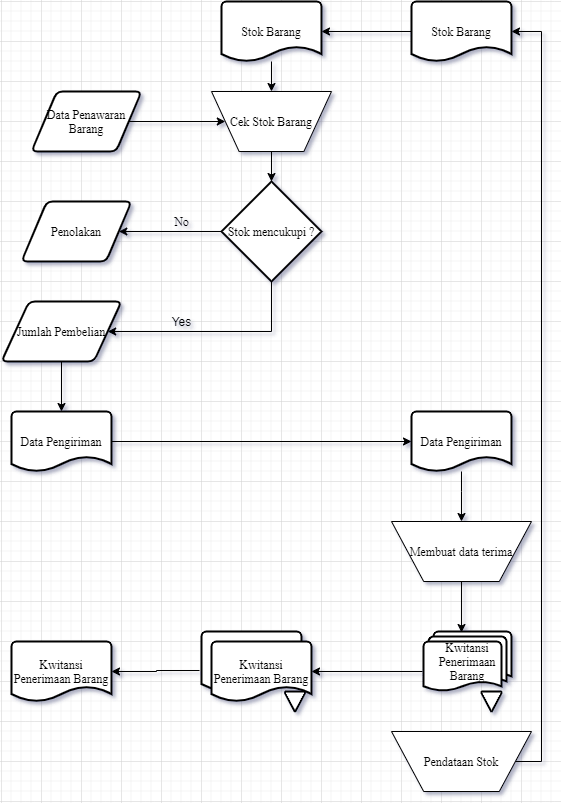 Stok Barang
Stok Barang
Data Penawaran
Barang
Cek Stok Barang
Penolakan
No
Stok mencukupi ?
Jumlah Pembelian
Yes
Data Pengiriman
Data Pengiriman
Membuat data terima
Kwitansi
Penerimaan Barang
Kwitansi
Penerimaan Barang
Kwitansi
Penerimaan
Barang
Pendataan Stok